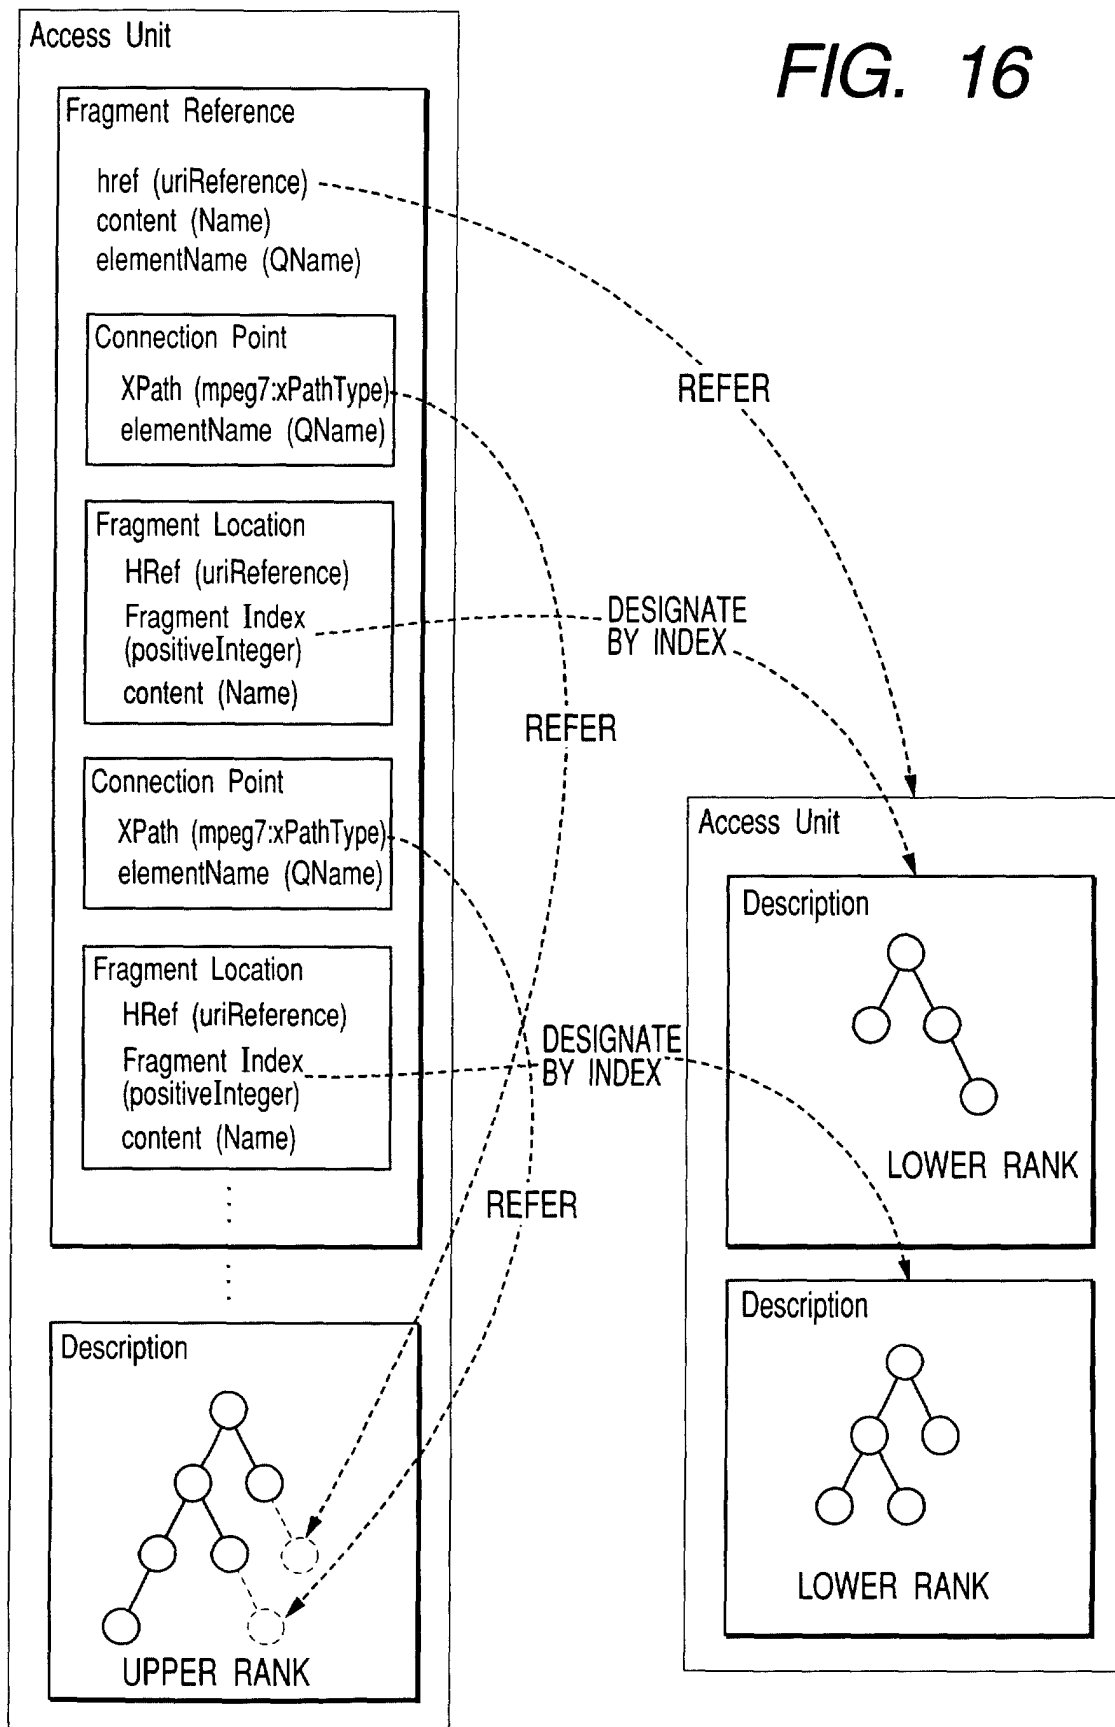 FIG. 16
Access Unit
Fragment Reference
href (uriReference)
content (Name)
elementName (QName)
Connection Point
XPath (mpeg7:xPathType)
elementName (QName)
REFER
Fragment Location
HRef (uriReference)
Fragment Index
(positiveInteger)
content (Name)
DESIGNATE
BY INDEX
REFER
Connection Point
XPath (mpeg7:xPathType)
elementName (QName)
Fragment Location
HRef (uriReference)
Fragment Index
(positiveInteger)
content (Name)
DESIGNATE
BY INDEX
REFER
Description
UPPER RANK
Access Unit
Description
LOWER RANK
Description
LOWER RANK